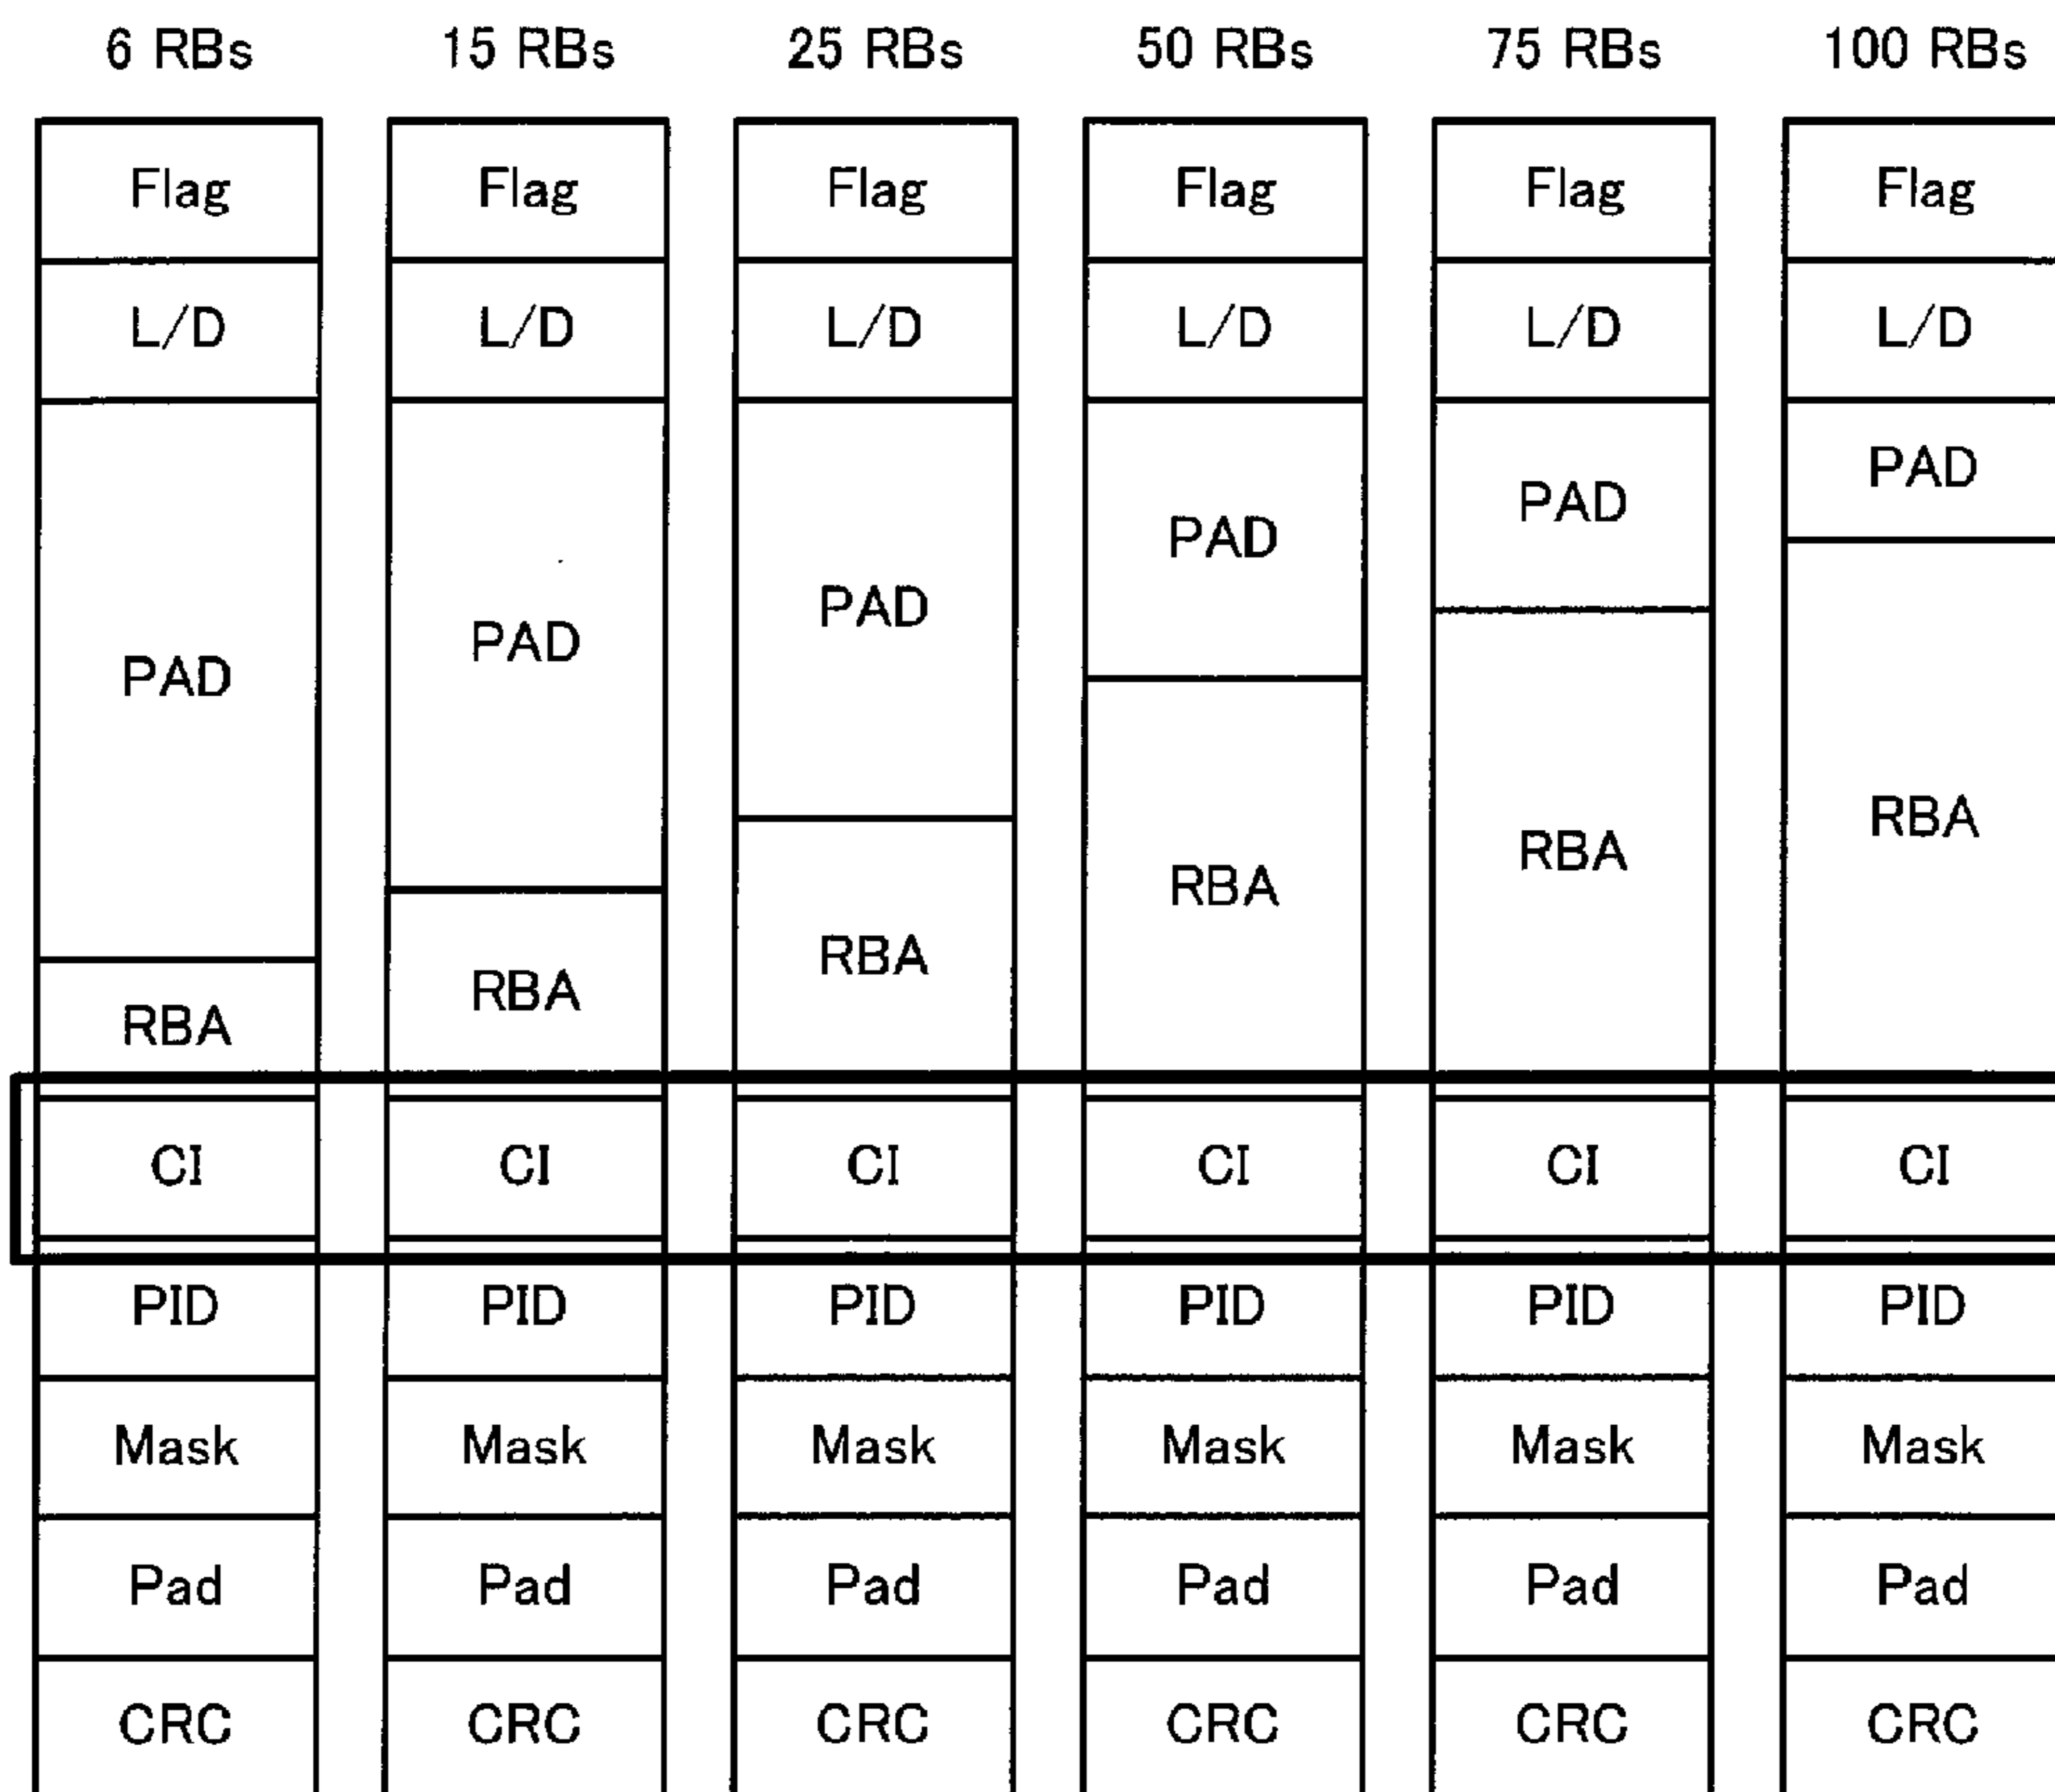 6 RBs 15 RBs 25 RBs 50 RBs 75 RBs 100 RBs
Flag Flag Flag Flag Flag Flag
L/D L/D L/D L/D L/D L/D
PAD
PAD
PAD
PAD
PAD
PAD
RBA
RBA
RBA
RBA
RBA
RBA
CI CI CI CI CI CI
PID PID PID PID PID PID
Mask Mask Mask Mask Mask Mask
Pad Pad Pad Pad Pad Pad
CRC CRC CRC CRC CRC CRC